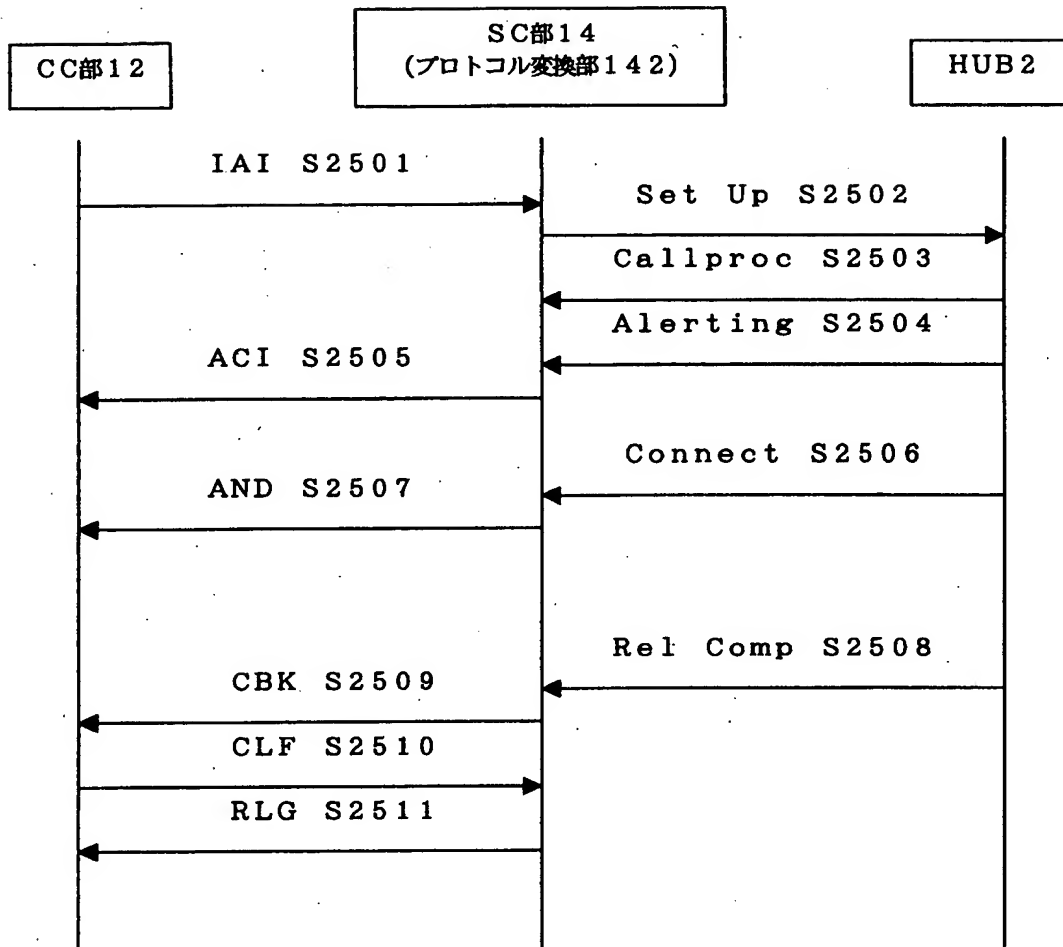 CC部12
SC部14
(プロトコル変換部142)
HUB2
IAI S2501
Set Up S2502
Callproc S2503
Alerting S2504
ACI S2505
Connect S2506
AND S2507
Rel Comp S2508
CBK S2509
CLF S2510
RLG S2511